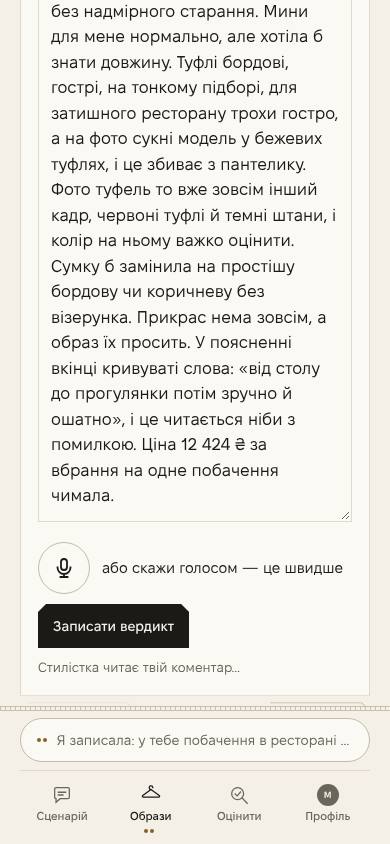 без надмірного старання. Мини
для мене нормально, але хотіла б
знати довжину. Туфлі бордові,
гострі, на тонкому підборі, для
затишного ресторану трохи гостро,
а на фото сукні модель у бежевих
туфлях, і це збиває з пантелику.
Фото туфель то вже зовсім інший
кадр, червоні туфлі й темні штани, і
колір на ньому важко оцінити.
Сумку б замінила на простішу
бордову чи коричневу без
візерунка. Прикрас нема зовсім, а
образ їх просить. У поясненні
вкінці кривуваті слова: «від столу
до прогулянки потім зручно й
ошатно», і це читається ніби з
помилкою. Ціна 12 424 ₴ за
вбрання на одне побачення
чимала.
або скажи голосом — це швидше
Записати вердикт
Стилістка читає твій коментар...
Я записала: у тебе побачення в ресторані ...
Сценарій Образи Оцінити М Профіль